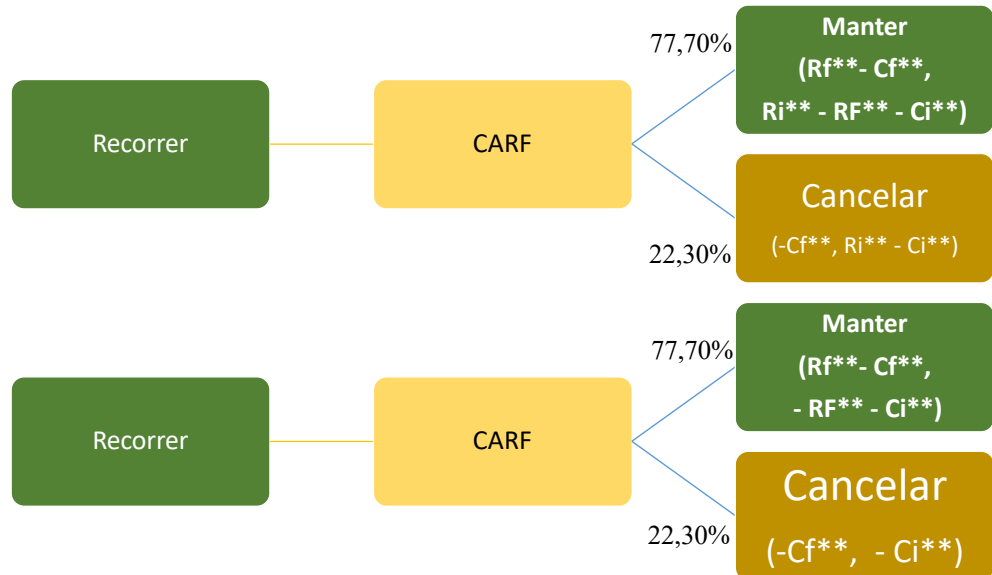 Recorrer
CARF
77,70%
Manter
(Rf**- Cf**,
Ri** - RF** - Ci**)
22,30%
Cancelar
(-Cf**, Ri** - Ci**)
Recorrer
CARF
77,70%
Manter
(Rf**- Cf**,
- RF** - Ci**)
22,30%
Cancelar
(-Cf**,  - Ci**)